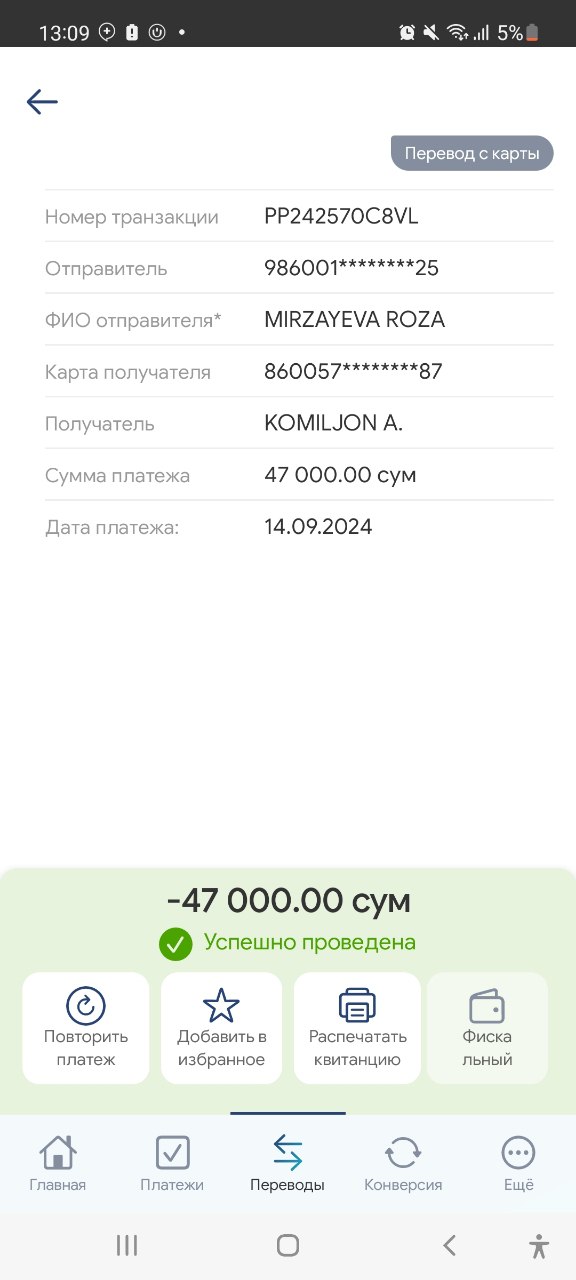 13:09 5%
Перевод с карты
Номер транзакции PP242570C8VL
Отправитель 986001********25
ФИО отправителя* MIRZAYEVA ROZA
Карта получателя 860057********87
Получатель KOMILJON A.
Сумма платежа 47 000.00 сум
Дата платежа: 14.09.2024
-47 000.00 сум
Успешно проведена
Повторить платеж
Добавить в избранное
Распечатать квитанцию
Фиска льный
Главная Платежи Переводы Конверсия Ещё